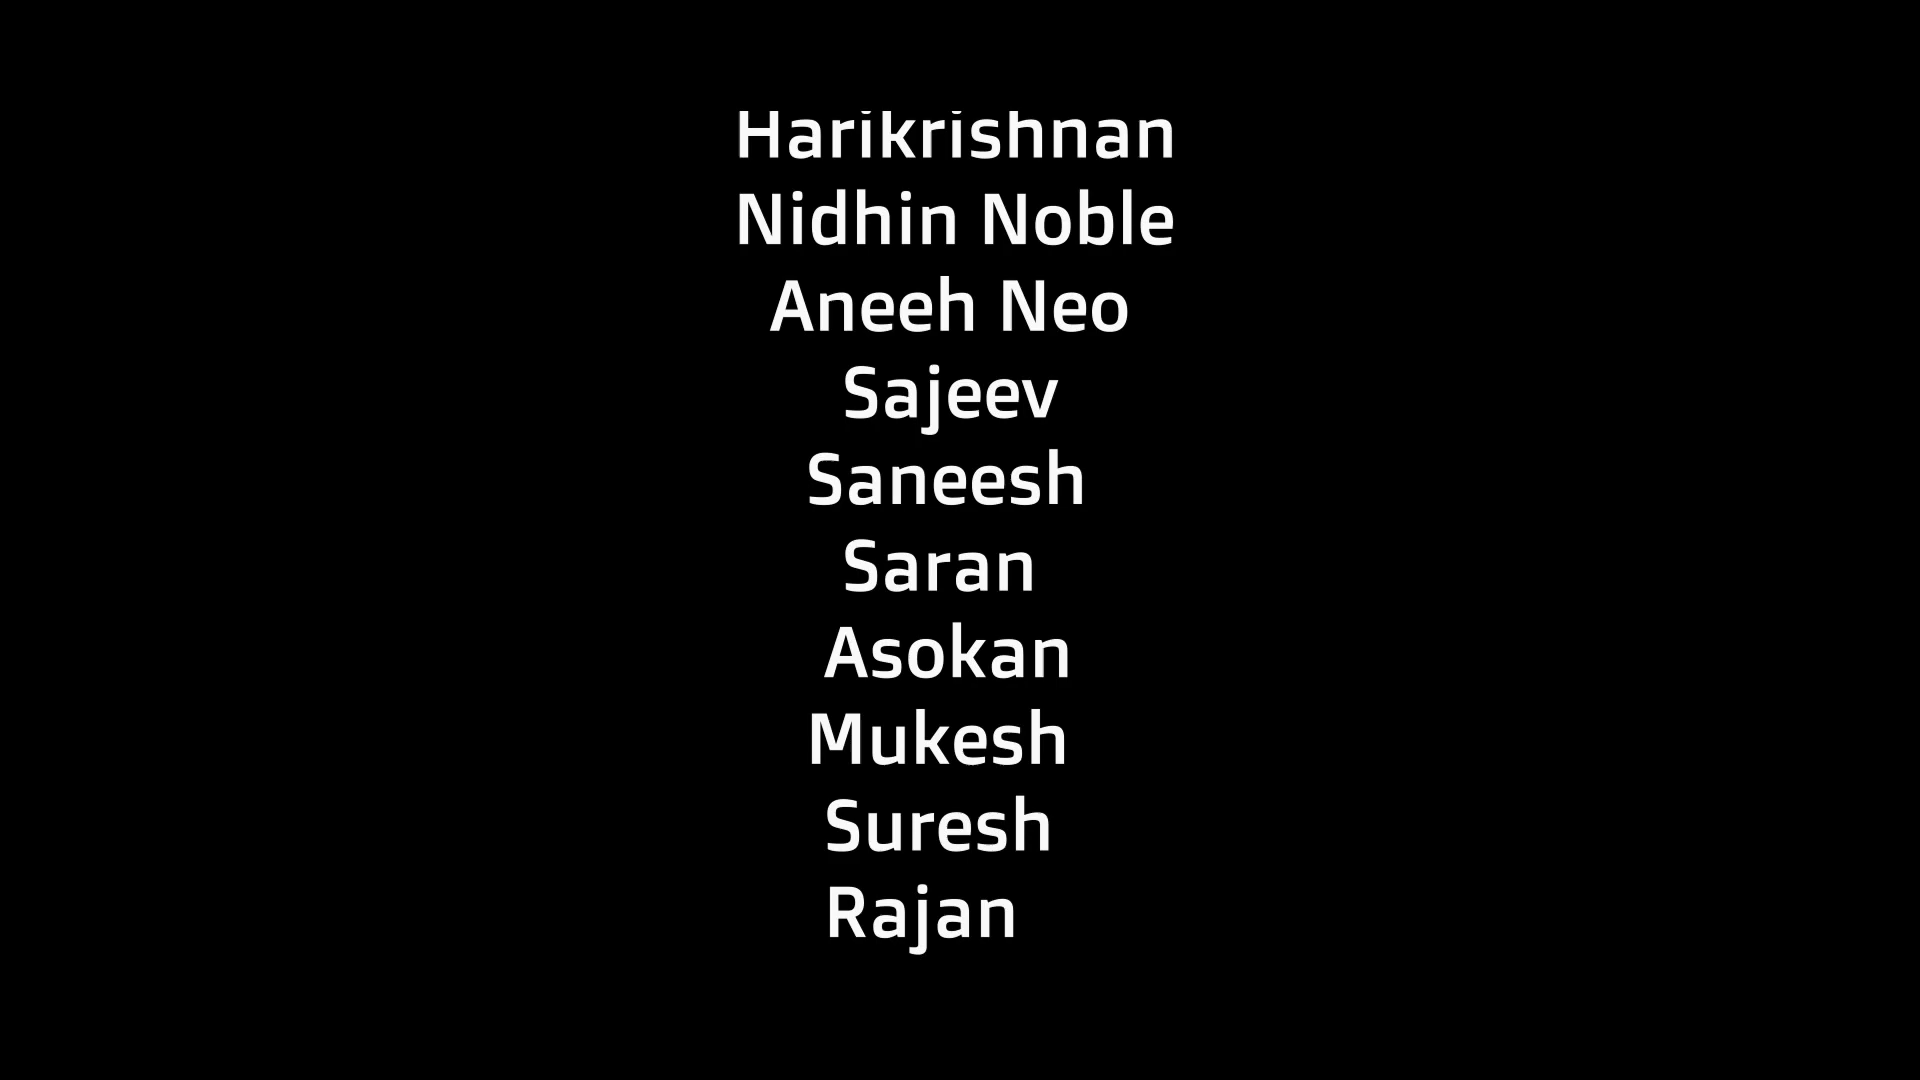 Harikrishnan
Nidhin Noble
Aneeh Neo
Sajeev
Saneesh
Saran
Asokan
Mukesh
Suresh
Rajan